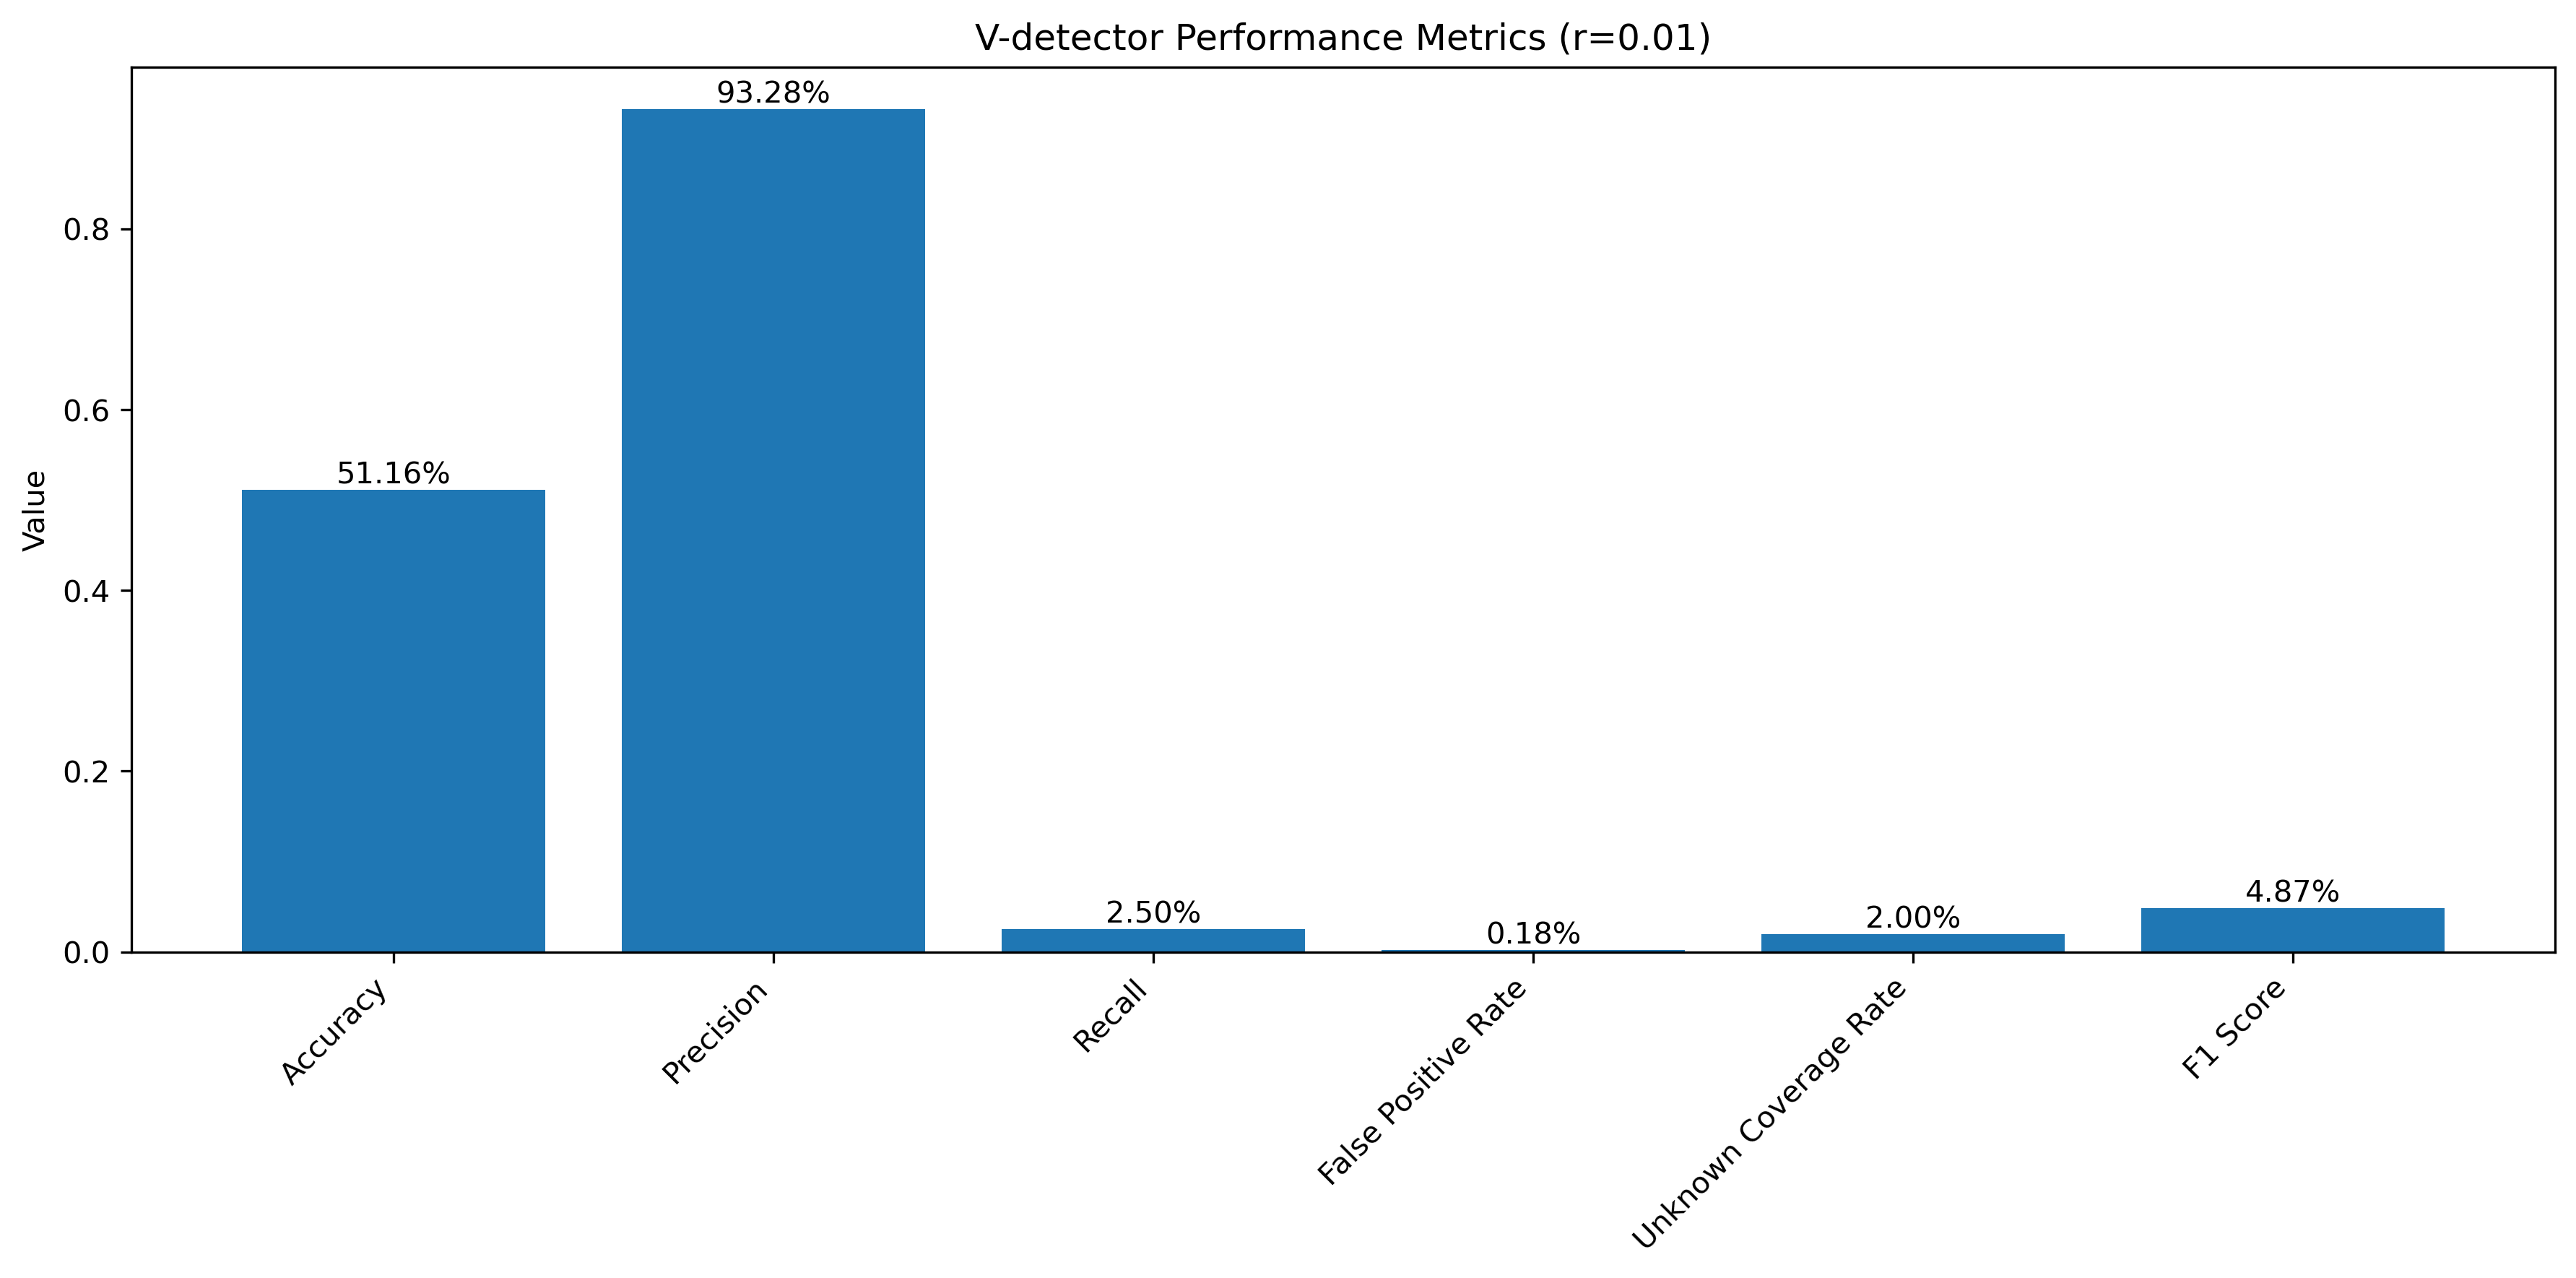 V-detector Performance Metrics (r=0.01)
93.28%
0.8
0.6
51.16%
Value
0.4
0.2
4.87%
2.50%
2.00%
0.18%
0.0
Accuracy
Precision
Recall
False Positive Rate
Unknown Coverage Rate
F1 Score